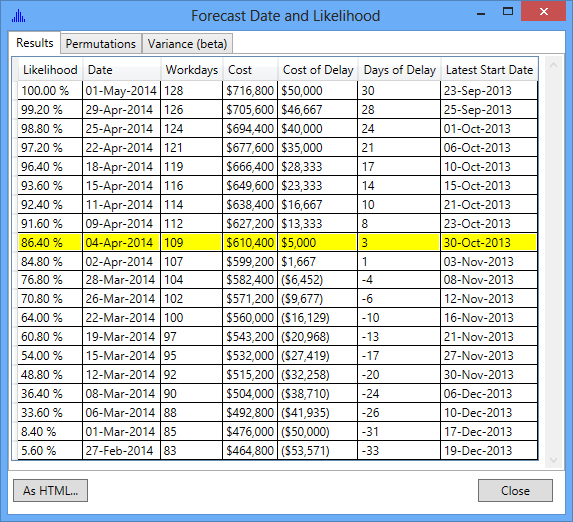 Forecast Date and Likelihood
Results Permutations Variance (beta)
Likelihood Date Workdays Cost Cost of Delay Days of Delay Latest Start Date
100.00 % 01-May-2014 128 $716,800 $50,000 30 23-Sep-2013
99.20 % 29-Apr-2014 126 $705,600 $46,667 28 25-Sep-2013
98.80 % 25-Apr-2014 124 $694,400 $40,000 24 01-Oct-2013
97.20 % 22-Apr-2014 121 $677,600 $35,000 21 06-Oct-2013
96.40 % 18-Apr-2014 119 $666,400 $28,333 17 10-Oct-2013
93.60 % 15-Apr-2014 116 $649,600 $23,333 14 15-Oct-2013
92.40 % 11-Apr-2014 114 $638,400 $16,667 10 21-Oct-2013
91.60 % 09-Apr-2014 112 $627,200 $13,333 8 23-Oct-2013
86.40 % 04-Apr-2014 109 $610,400 $5,000 3 30-Oct-2013
84.80 % 02-Apr-2014 107 $599,200 $1,667 1 03-Nov-2013
76.80 % 28-Mar-2014 104 $582,400 ($6,452) -4 08-Nov-2013
70.80 % 26-Mar-2014 102 $571,200 ($9,677) -6 12-Nov-2013
64.00 % 22-Mar-2014 100 $560,000 ($16,129) -10 16-Nov-2013
60.80 % 19-Mar-2014 97 $543,200 ($20,968) -13 21-Nov-2013
54.00 % 15-Mar-2014 95 $532,000 ($27,419) -17 27-Nov-2013
48.80 % 12-Mar-2014 92 $515,200 ($32,258) -20 30-Nov-2013
36.40 % 08-Mar-2014 90 $504,000 ($38,710) -24 06-Dec-2013
33.60 % 06-Mar-2014 88 $492,800 ($41,935) -26 10-Dec-2013
8.40 % 01-Mar-2014 85 $476,000 ($50,000) -31 17-Dec-2013
5.60 % 27-Feb-2014 83 $464,800 ($53,571) -33 19-Dec-2013
As HTML... Close